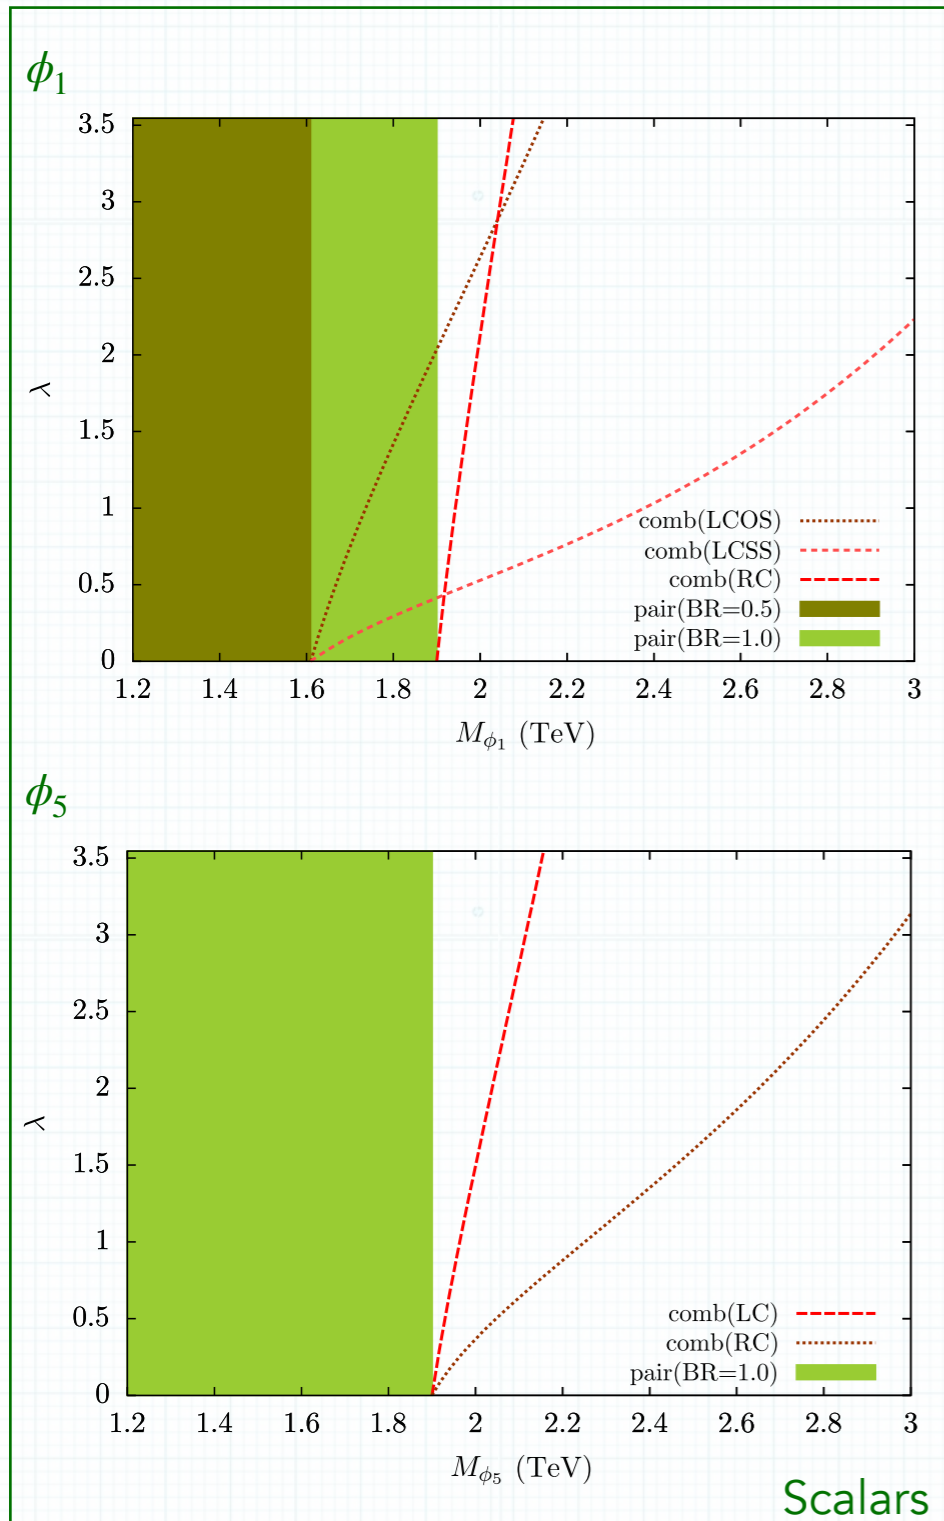 ϕ₁
3.5
3
2.5
2
1.5
1
0.5
0
λ
comb(LCOS)
comb(LCSS)
comb(RC)
pair(BR=0.5)
pair(BR=1.0)
1.2 1.4 1.6 1.8 2 2.2 2.4 2.6 2.8 3
M_{ϕ₁} (TeV)
ϕ₅
3.5
3
2.5
2
1.5
1
0.5
0
λ
comb(LC)
comb(RC)
pair(BR=1.0)
1.2 1.4 1.6 1.8 2 2.2 2.4 2.6 2.8 3
M_{ϕ₅} (TeV)
Scalars